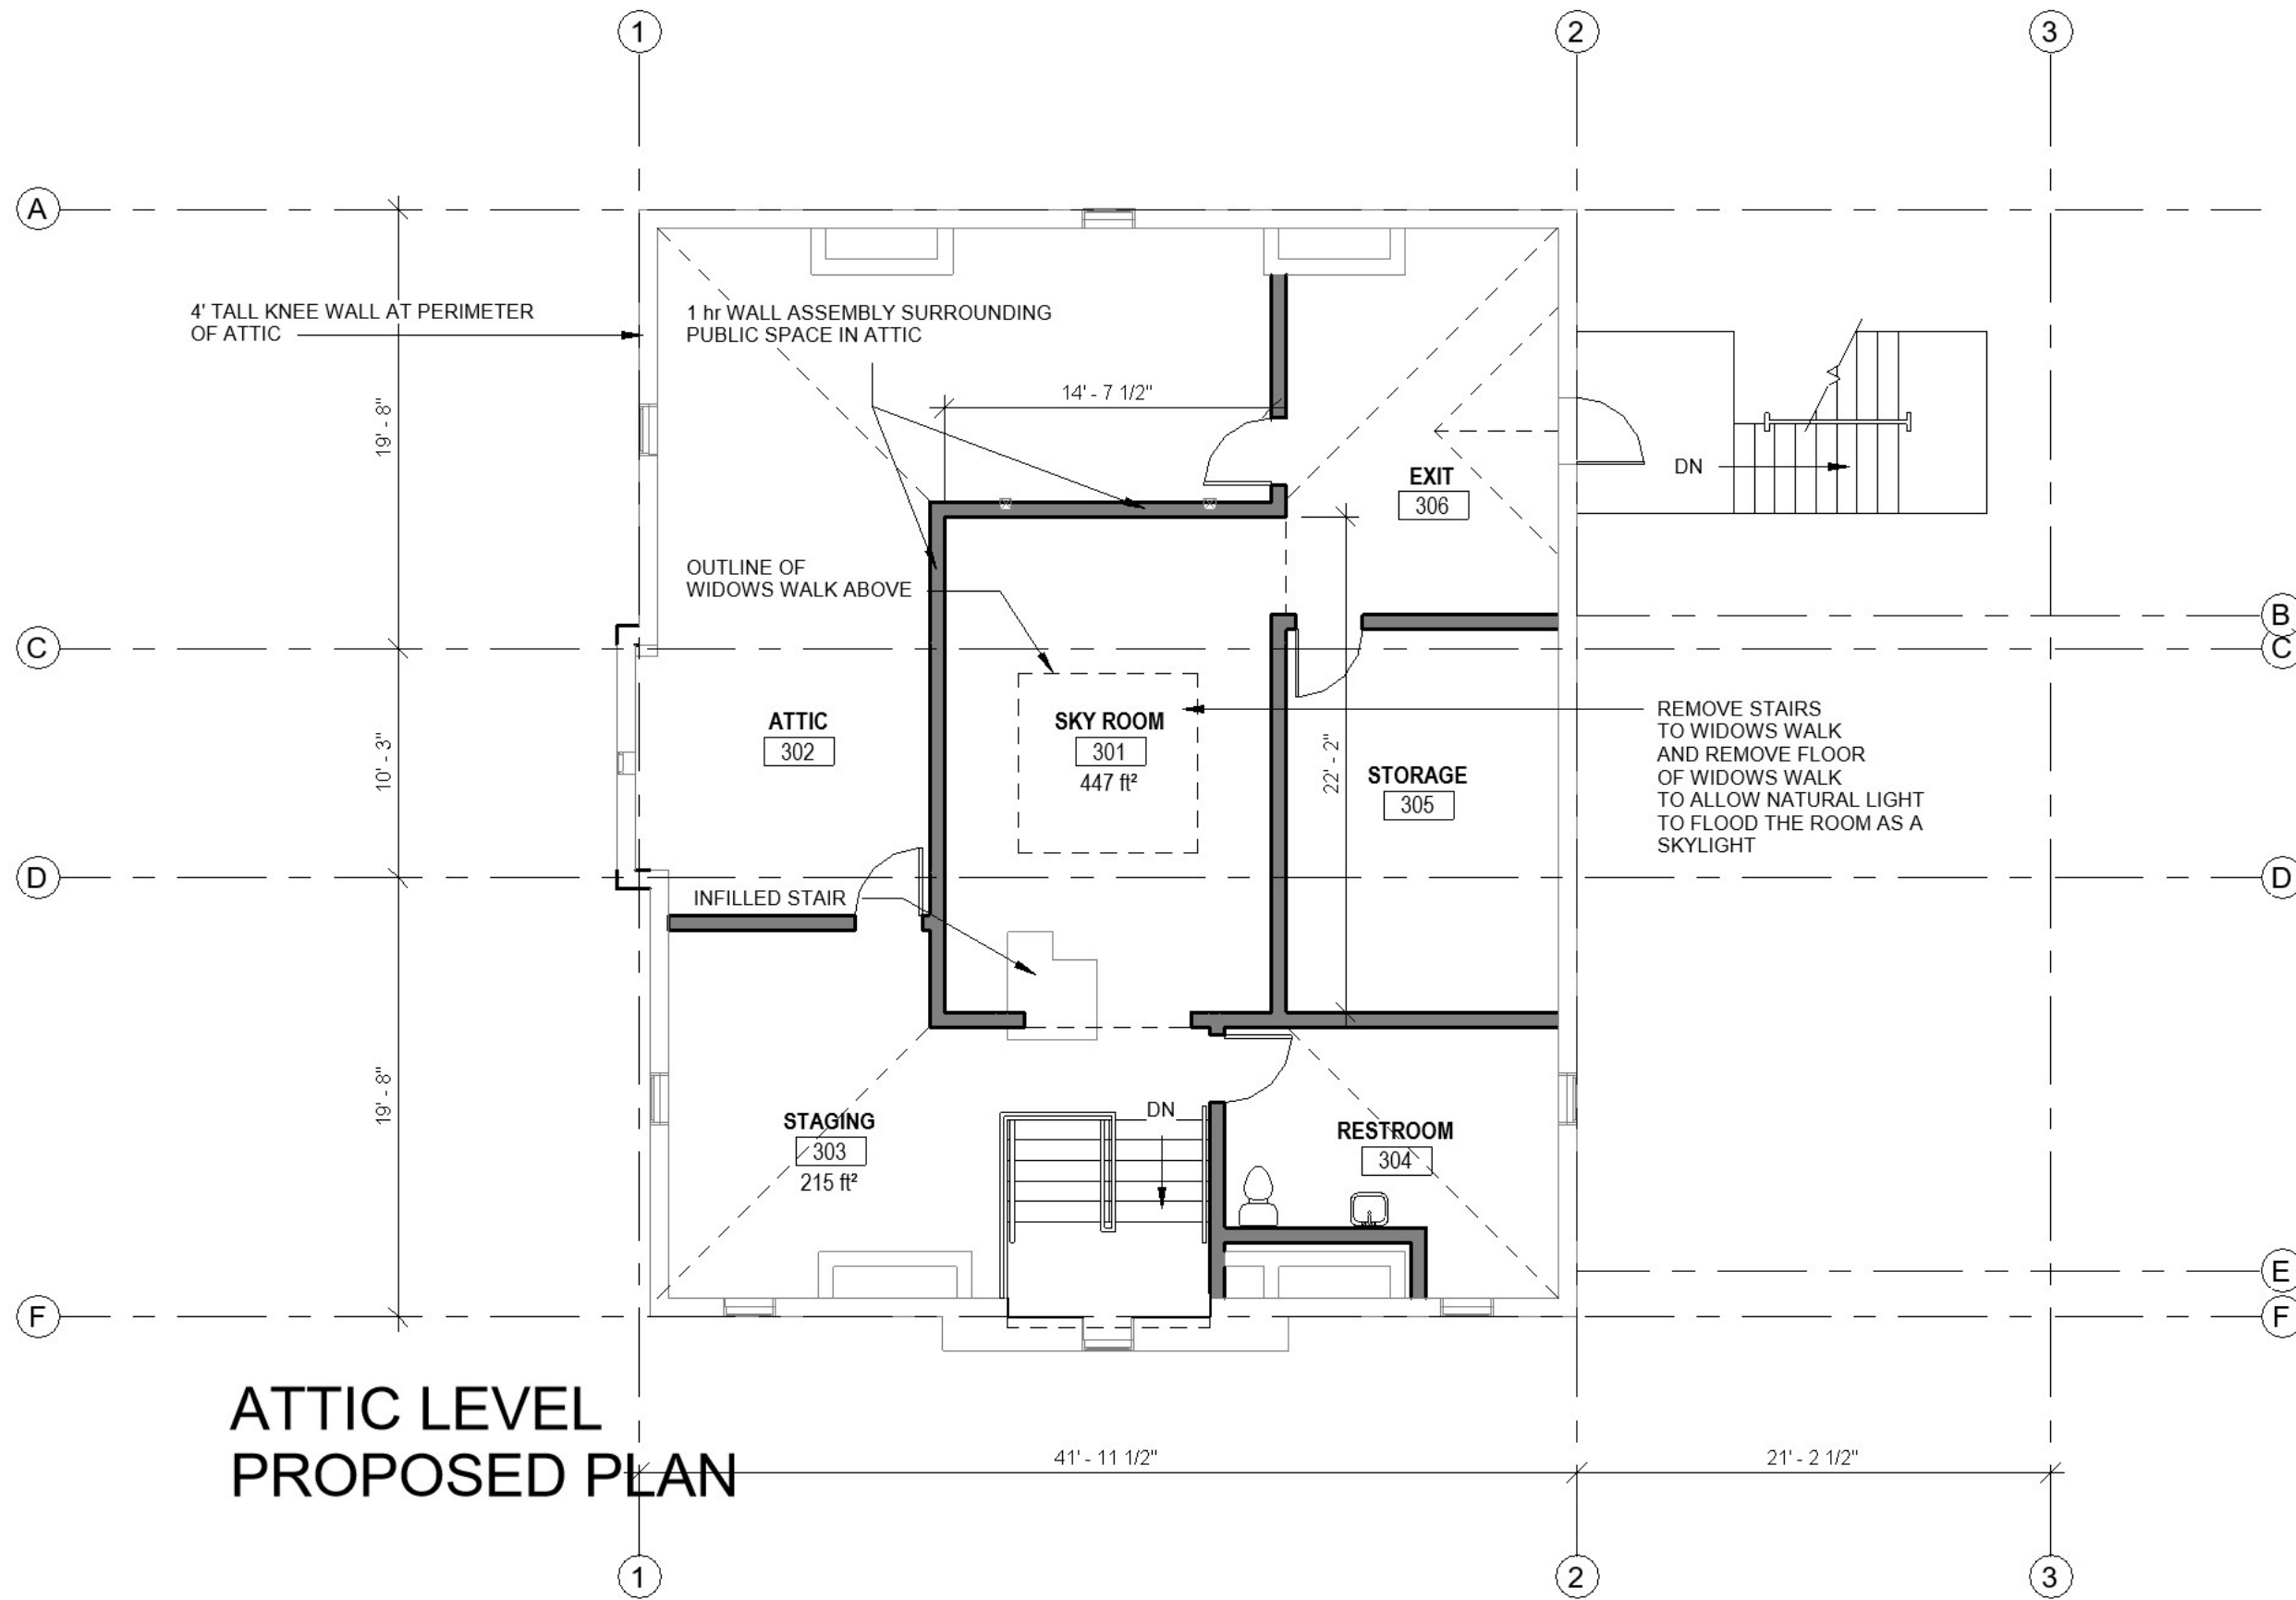 1
2
3
A
4' TALL KNEE WALL AT PERIMETER
OF ATTIC
1 hr WALL ASSEMBLY SURROUNDING
PUBLIC SPACE IN ATTIC
14' - 7 1/2"
19' - 8"
EXIT
306
DN
OUTLINE OF
WIDOWS WALK ABOVE
B
C
C
ATTIC
302
SKY ROOM
301
447 ft²
22' - 2"
STORAGE
305
REMOVE STAIRS
TO WIDOWS WALK
AND REMOVE FLOOR
OF WIDOWS WALK
TO ALLOW NATURAL LIGHT
TO FLOOD THE ROOM AS A
SKYLIGHT
10' - 3"
D
D
INFILLED STAIR
19' - 8"
STAGING
303
215 ft²
DN
RESTROOM
304
E
F
F
ATTIC LEVEL
PROPOSED PLAN
41' - 11 1/2"
21' - 2 1/2"
1
2
3